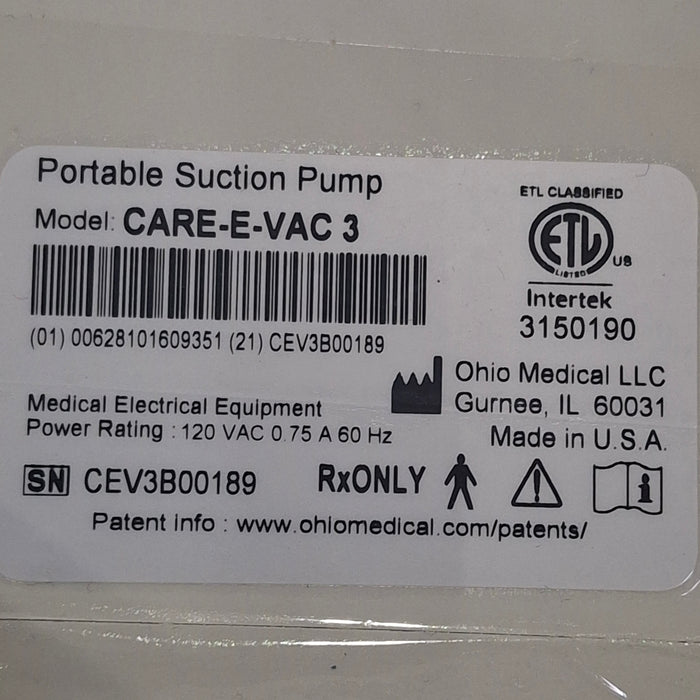 Portable Suction Pump
Model: CARE-E-VAC 3
(01) 00628101609351 (21) CEV3B00189
ETL CLASSIFIED
ETL
LISTED
US
Intertek
3150190
Ohio Medical LLC
Gurnee, IL 60031
Made in U.S.A.
Medical Electrical Equipment
Power Rating : 120 VAC 0.75 A 60 Hz
SN CEV3B00189
RxONLY
Patent info : www.ohiomedical.com/patents/